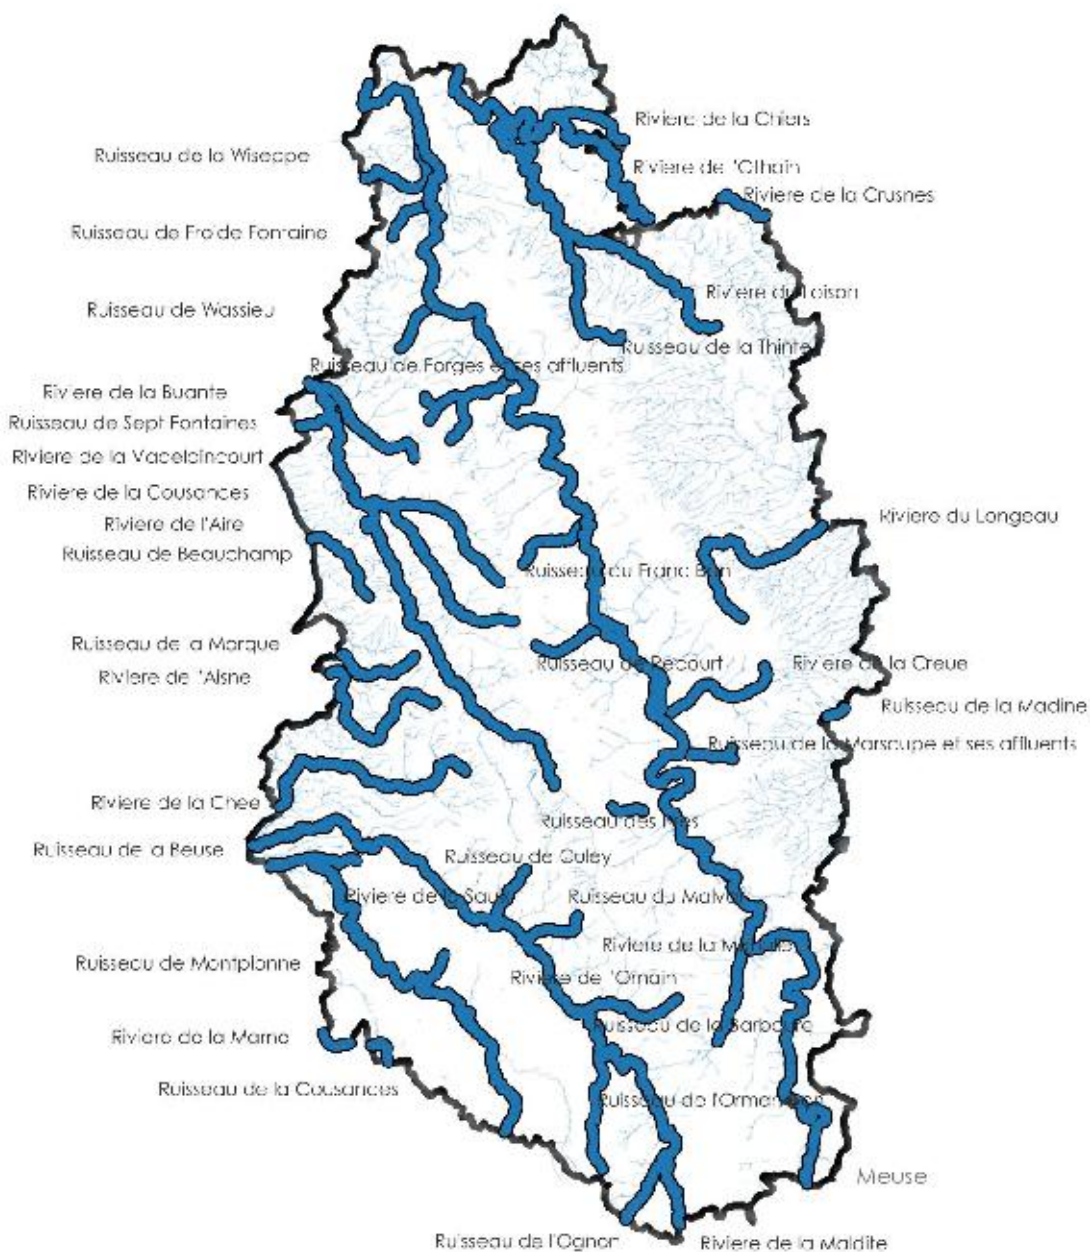 Riviere de la Chiers
Ruisseau de la Wiseppe
Riviere de l'Othain
Riviere de la Crusnes
Ruisseau de Froide Fontaine
Riviere du Loison
Ruisseau de Wassieu
Ruisseau de la Thinte
Ruisseau de Forges et ses affluents
Riviere de la Buante
Ruisseau de Sept Fontaines
Riviere de la Vadelaincourt
Riviere de la Cousances
Riviere du Longeau
Riviere de l'Aire
Ruisseau de Beauchamp
Ruisseau du Franc Ban
Ruisseau de la Marque
Ruisseau de Recourt
Riviere de la Creue
Riviere de l'Aisne
Ruisseau de la Madine
Ruisseau de la Marsoupe et ses affluents
Riviere de la Chee
Ruisseau des
Ruisseau de la Beuse
Ruisseau de Culey
Riviere de la Saulx
Ruisseau du Malval
Riviere de la
Ruisseau de Montplonne
Riviere de l'Ornain
Ruisseau de la Barboure
Riviere de la Marne
Ruisseau de la Cousances
Ruisseau de
Meuse
Ruisseau de l'Ognon
Riviere de la Maldite